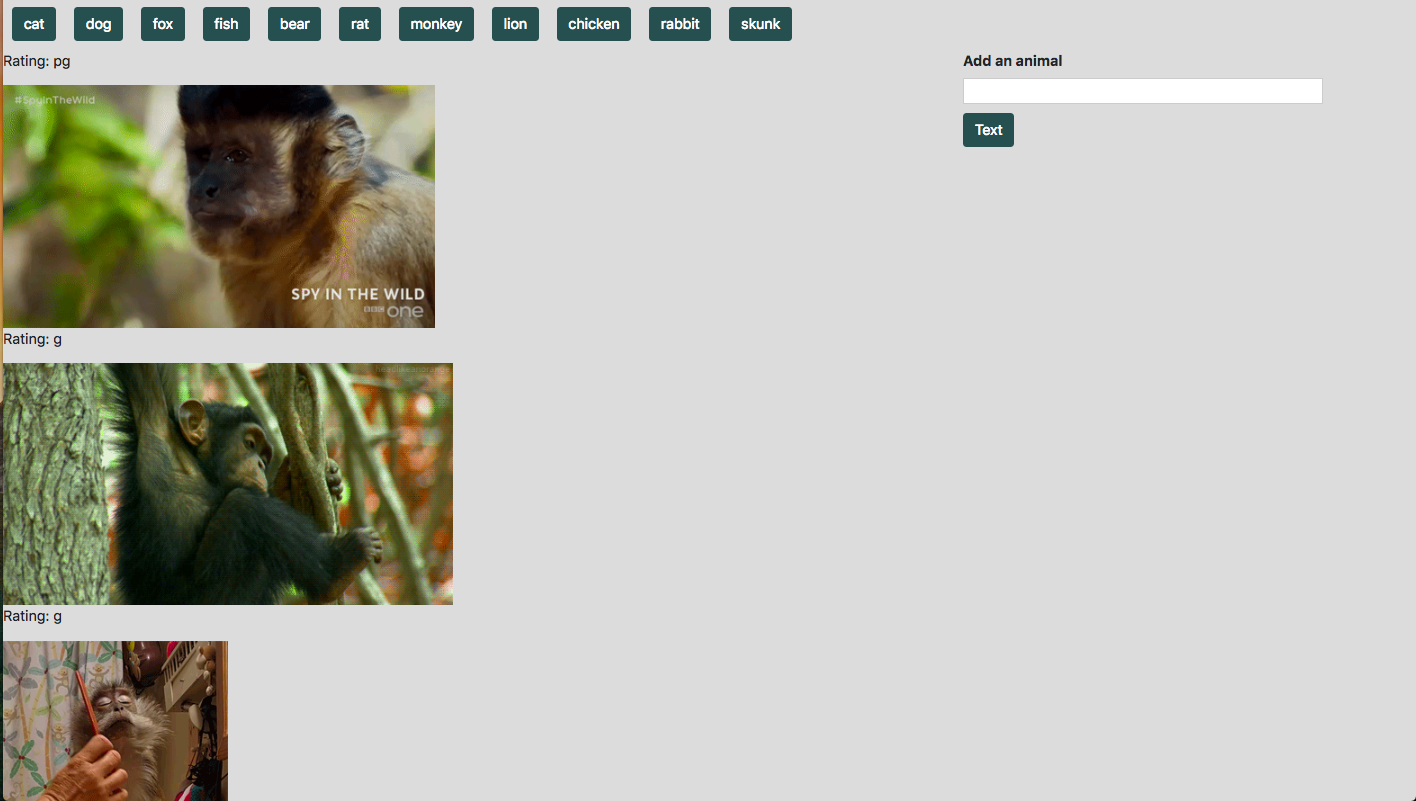 cat dog fox fish bear rat monkey lion chicken rabbit skunk
Rating: pg
Add an animal
#SpyInTheWild
Text
SPY IN THE WILD
BBC one
Rating: g
Rating: g